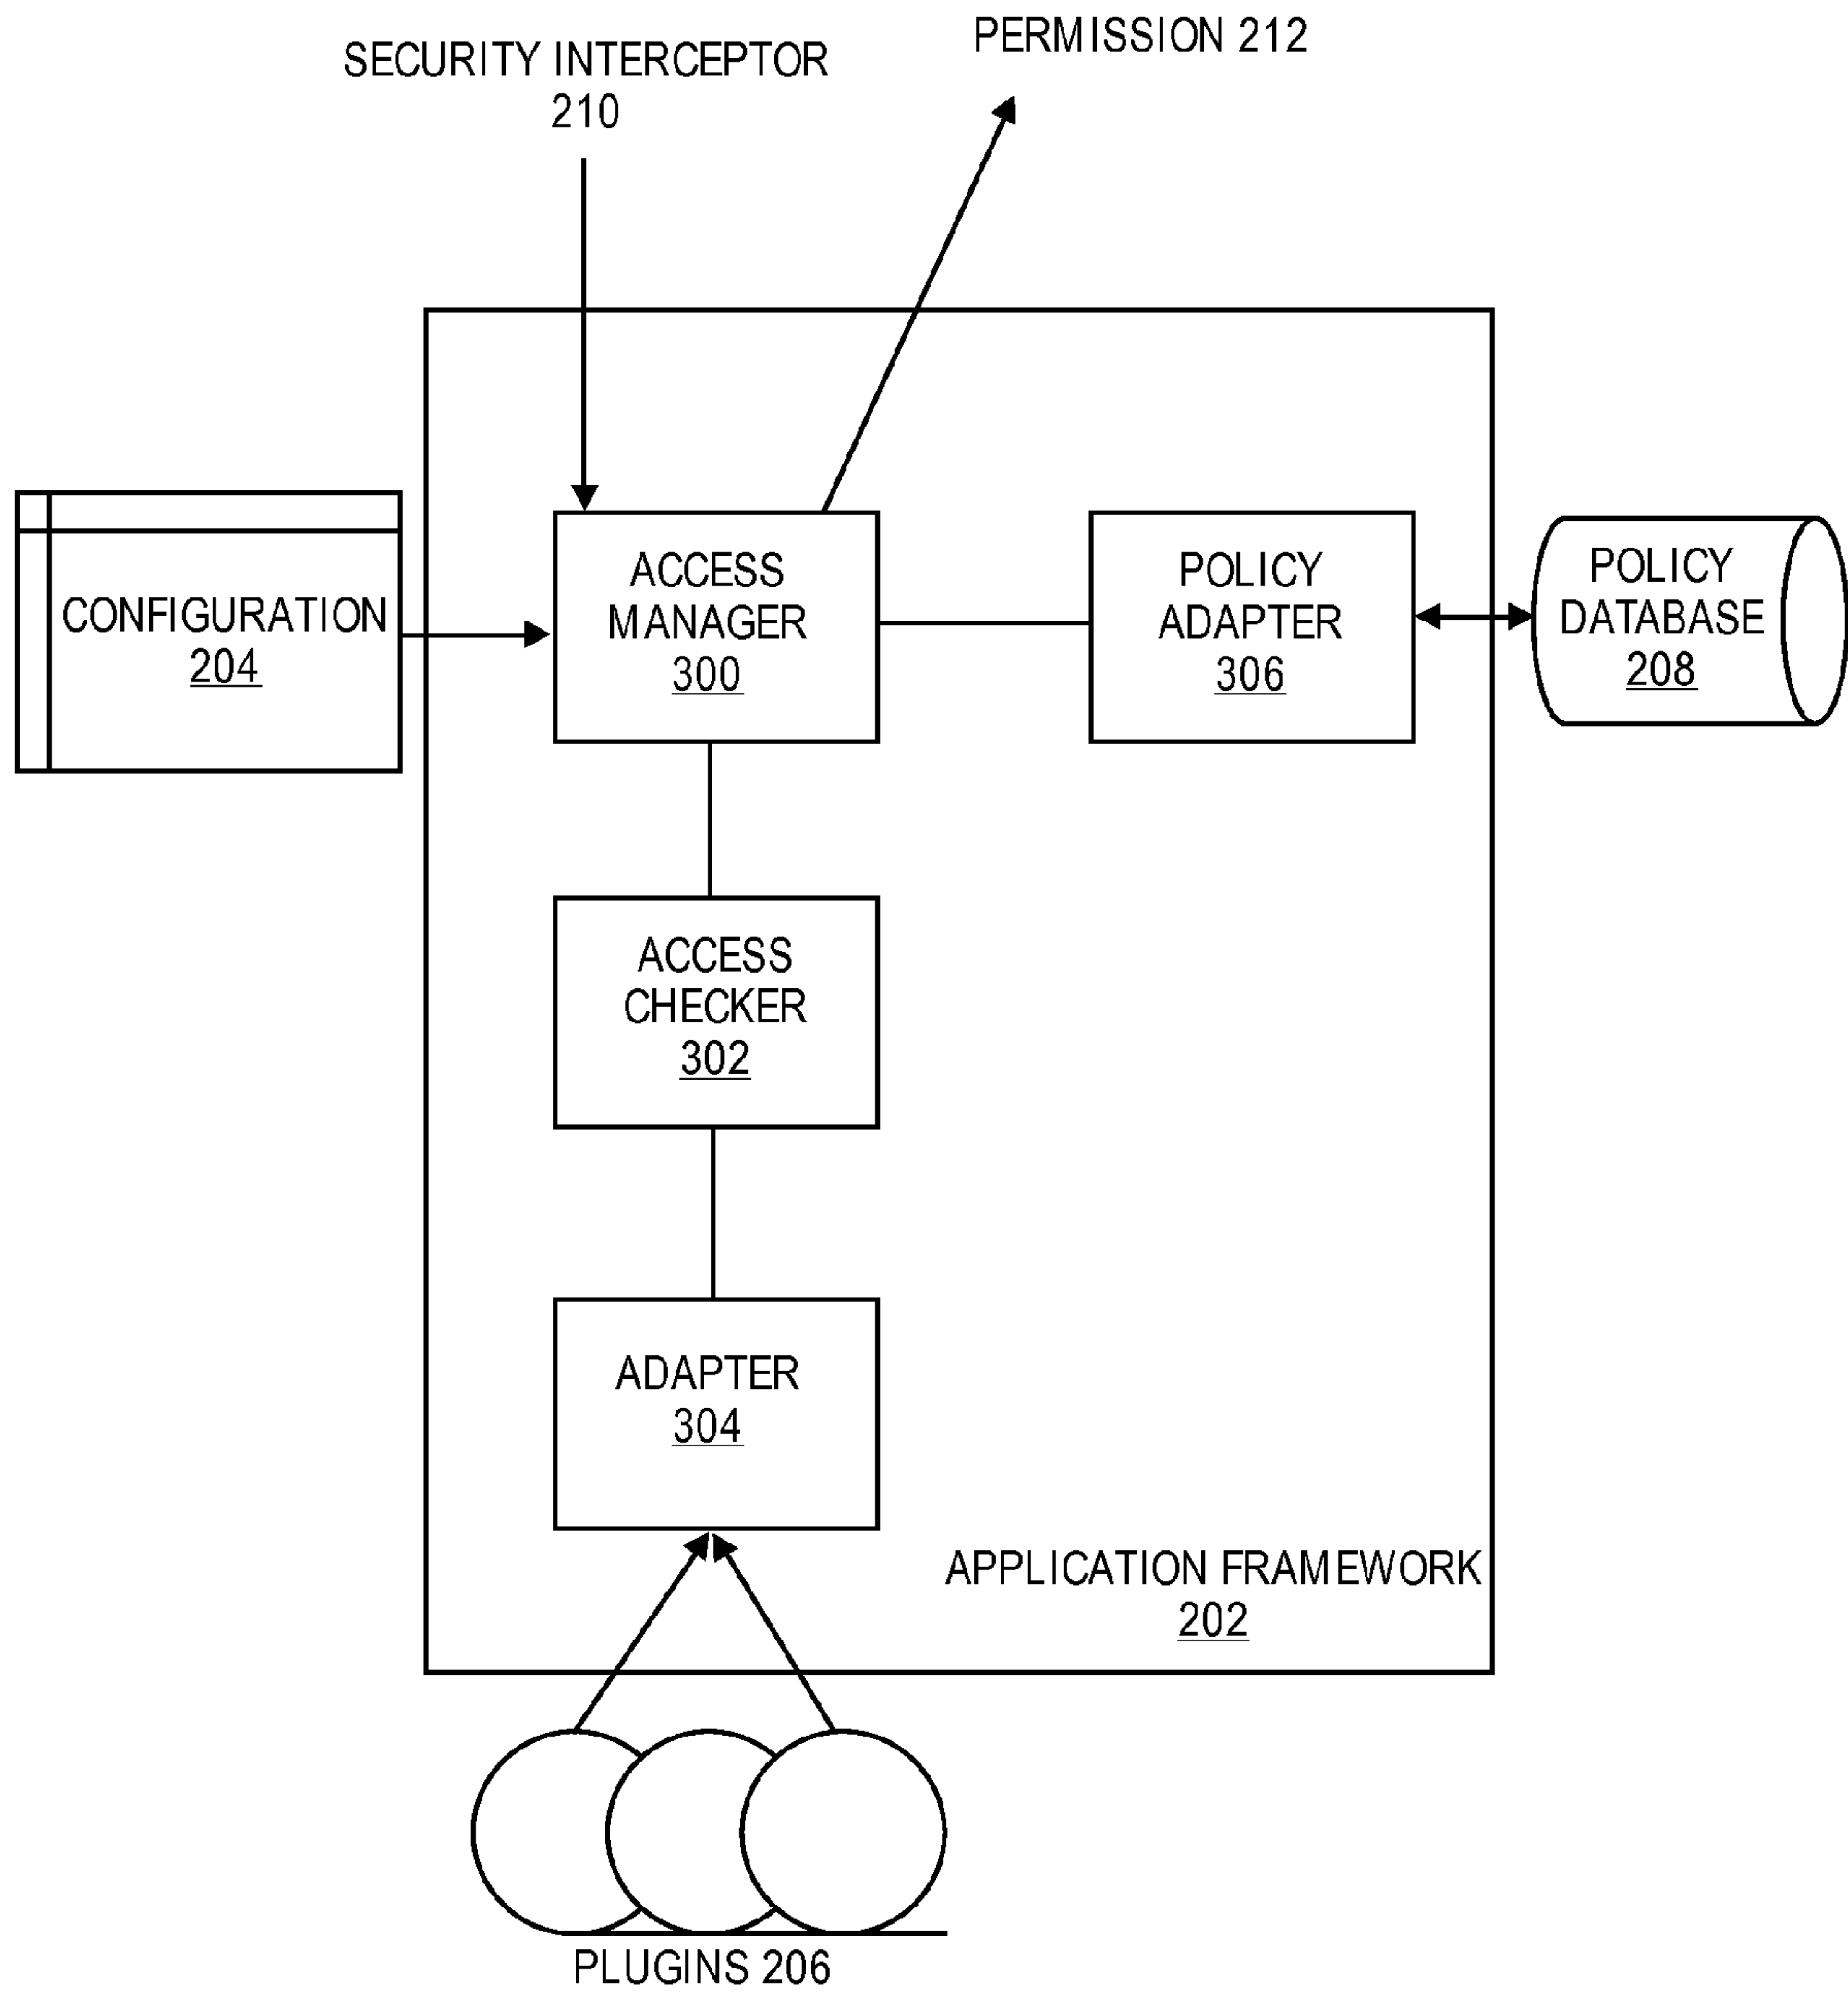 PERMISSION 212
SECURITY INTERCEPTOR
210
CONFIGURATION
204
ACCESS
MANAGER
300
POLICY
ADAPTER
306
POLICY
DATABASE
208
ACCESS
CHECKER
302
ADAPTER
304
APPLICATION FRAMEWORK
202
PLUGINS 206